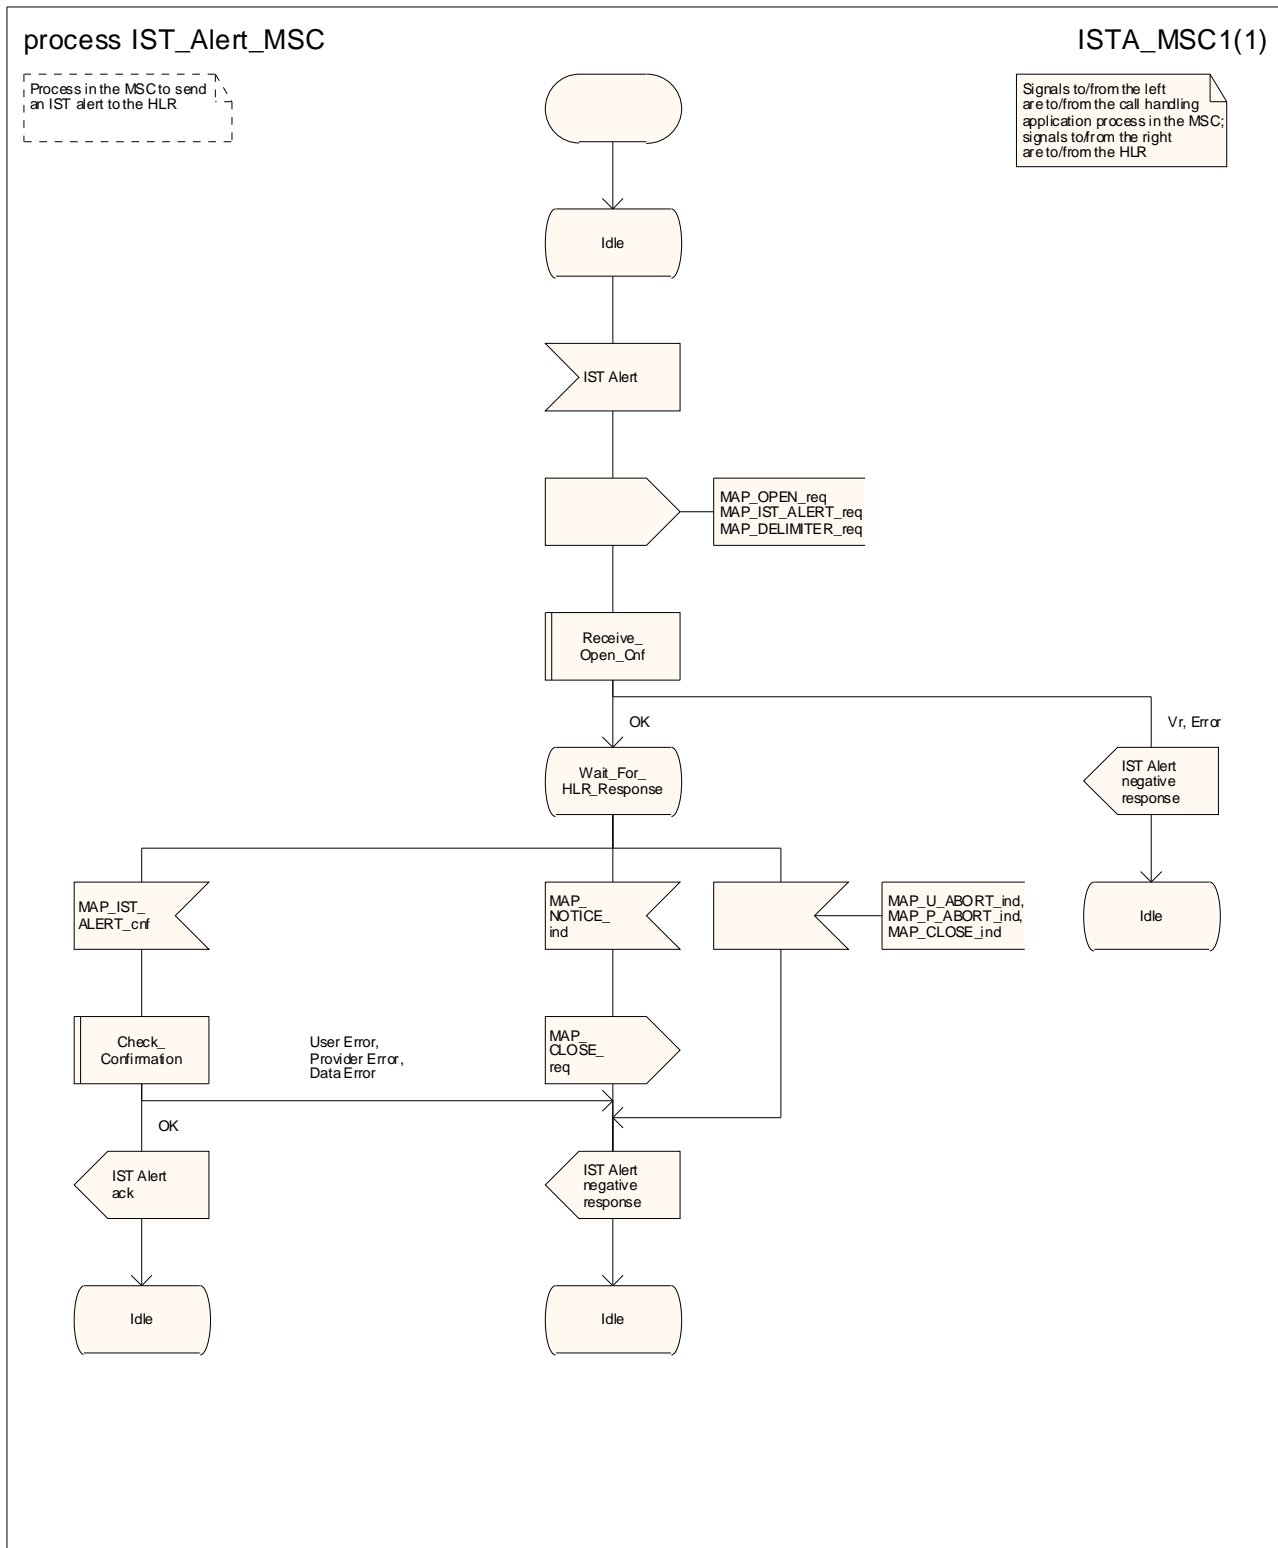 process IST_Alert_MSC
ISTA_MSC1(1)
Process in the MSC to send
an IST alert to the HLR
Signals to/from the left
are to/from the call handling
application process in the MSC;
signals to/from the right
are to/from the HLR
Idle
IST Alert
MAP_OPEN_req
MAP_IST_ALERT_req
MAP_DELIMITER_req
Receive_
Open_Cnf
OK
Vr, Error
Wait_For_
HLR_Response
IST Alert
negative
response
MAP_IST_
ALERT_cnf
MAP_
NOTICE_
ind
MAP_U_ABORT_ind,
MAP_P_ABORT_ind,
MAP_CLOSE_ind
Idle
Check_
Confirmation
User Error,
Provider Error,
Data Error
MAP_
CLOSE_
req
OK
IST Alert
ack
IST Alert
negative
response
Idle
Idle